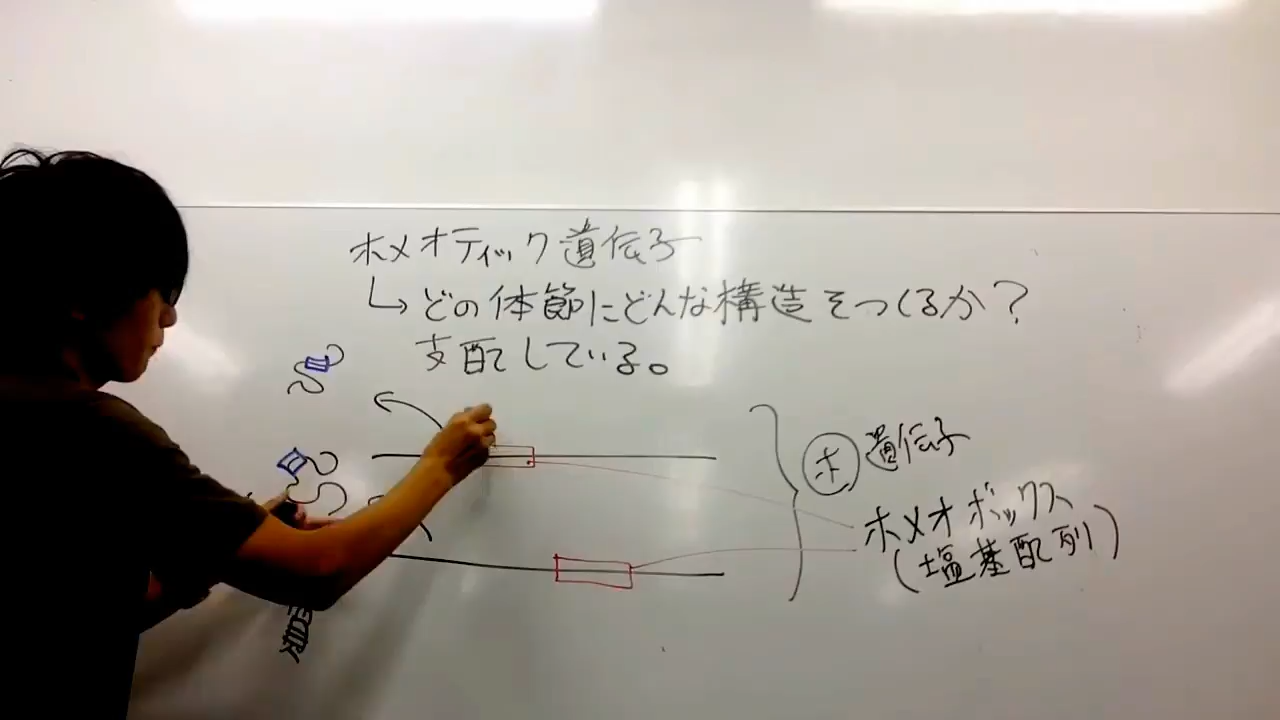 ホメオティック遺伝子
↳どの体節にどんな構造をつくるか?
支配している。
ホ 遺伝子
ホメオボックス
(塩基配列)